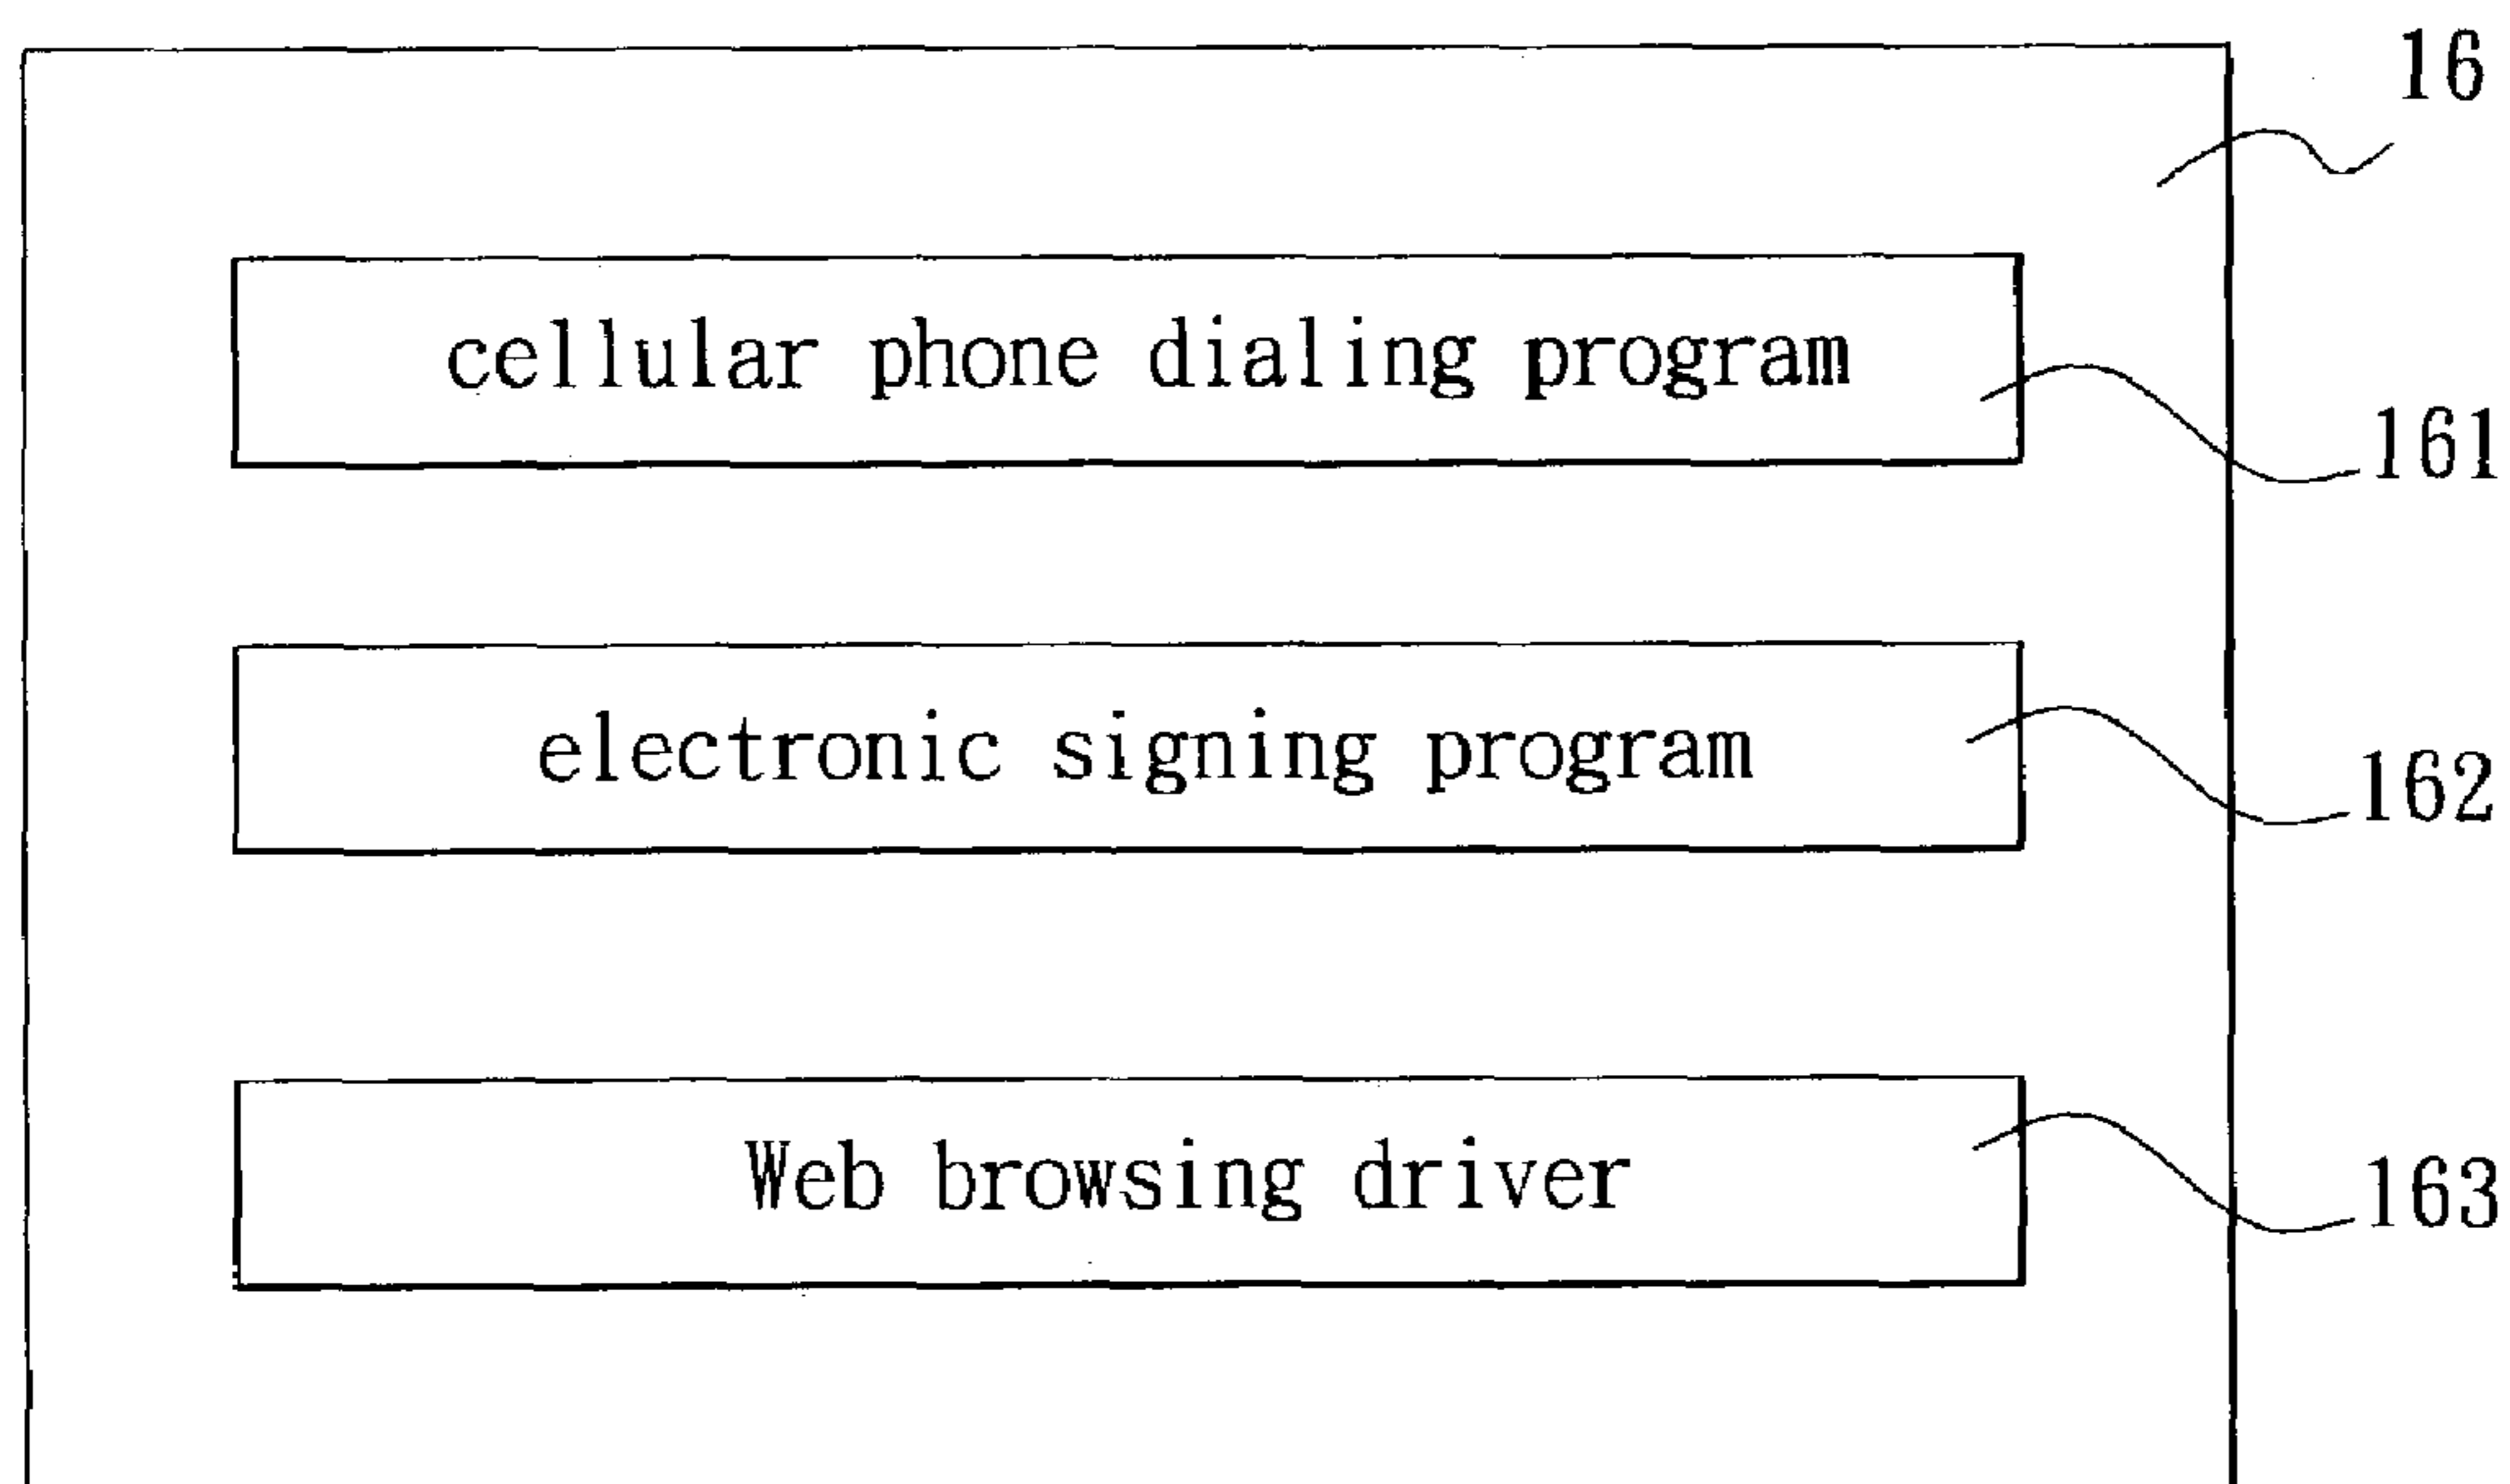 16
cellular phone dialing program
161
electronic signing program
162
Web browsing driver
163